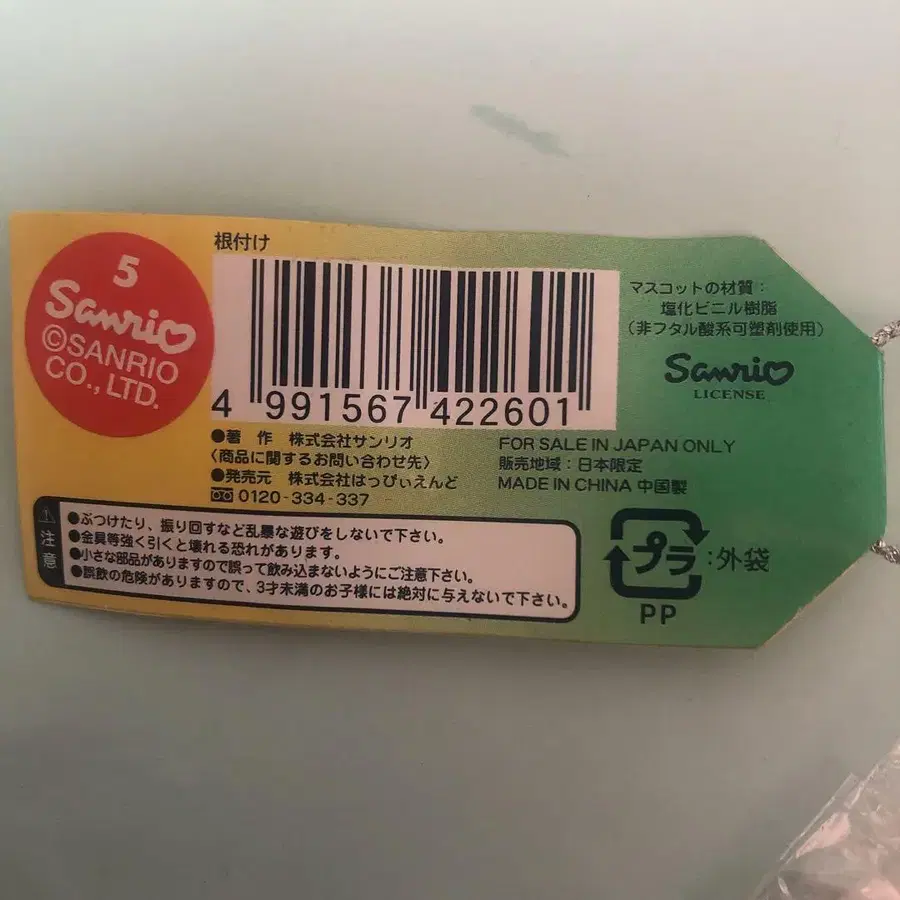 5
Sanrio
©SANRIO
CO., LTD.
根付け
4 991567 422601
●著 作 株式会社サンリオ
〈商品に関するお問い合わせ先〉
●発売元 株式会社はっぴぃえんど
0120-334-337
マスコットの材質：
塩化ビニル樹脂
（非フタル酸系可塑剤使用）
Sanrio
LICENSE
FOR SALE IN JAPAN ONLY
販売地域：日本限定
MADE IN CHINA 中国製
注意
●ぶつけたり、振り回すなど乱暴な遊びをしないで下さい。
●金具等強く引くと壊れる恐れがあります。
●小さな部品がありますので誤って飲み込まないようにご注意下さい。
●誤飲の危険がありますので、3才未満のお子様には絶対に与えないで下さい。
プラ：外袋
PP